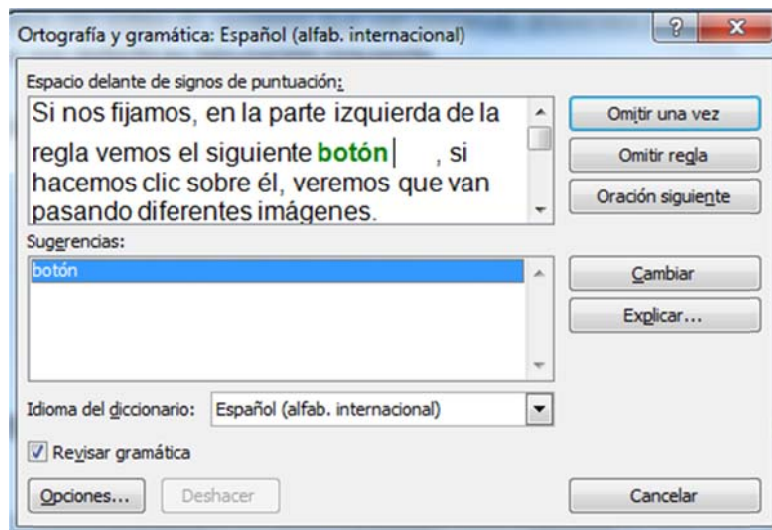 Ortografía y gramática: Español (alfab. internacional)
Espacio delante de signos de puntuación:
Si nos fijamos, en la parte izquierda de la
regla vemos el siguiente botón , si
hacemos clic sobre él, veremos que van
pasando diferentes imágenes.
Omitir una vez
Omitir regla
Oración siguiente
Sugerencias:
botón
Cambiar
Explicar...
Idioma del diccionario: Español (alfab. internacional)
Revisar gramática
Opciones... Deshacer Cancelar